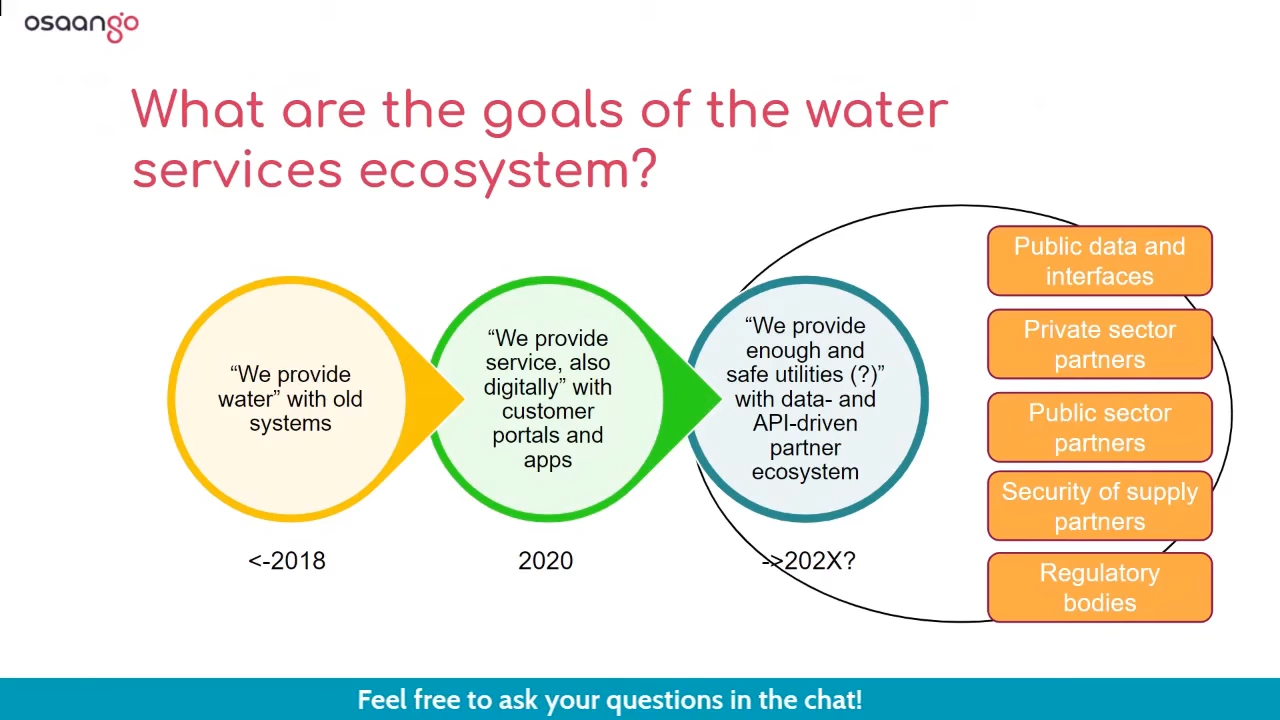 osaango
What are the goals of the water
services ecosystem?
“We provide
water” with old
systems
“We provide
service, also
digitally” with
customer
portals and
apps
“We provide
enough and
safe utilities (?)”
with data- and
API-driven
partner
ecosystem
<-2018
2020
->202X?
Public data and
interfaces
Private sector
partners
Public sector
partners
Security of supply
partners
Regulatory
bodies
Feel free to ask your questions in the chat!